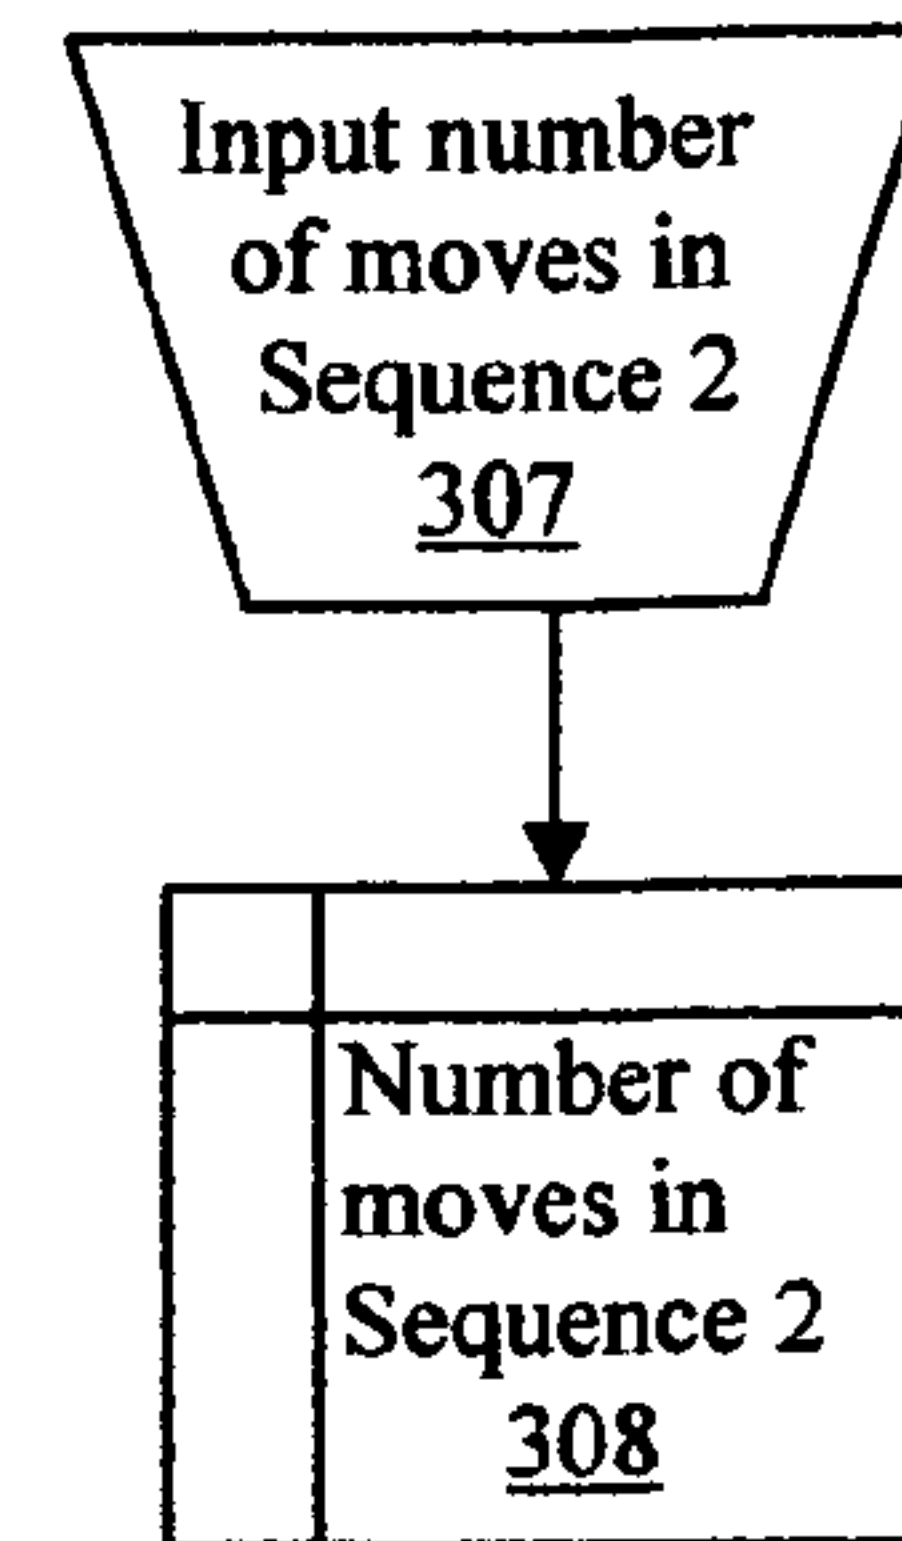 Input number
of moves in
Sequence 2
307
Number of
moves in
Sequence 2
308